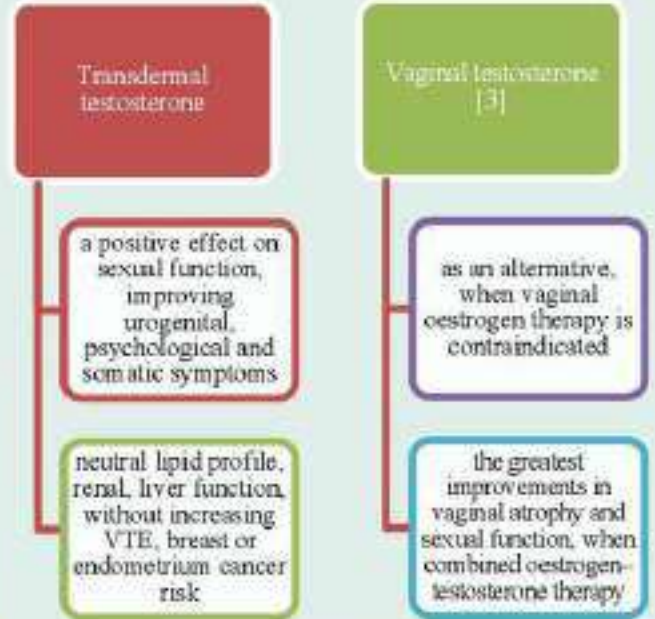 Transdermal
testosterone
a positive effect on
sexual function,
improving
urogenital,
psychological and
somatic symptoms
neutral lipid profile,
renal, liver function,
without increasing
VTE, breast or
endometrium cancer
risk
Vaginal testosterone
[3]
as an alternative,
when vaginal
oestrogen therapy is
contraindicated
the greatest
improvements in
vaginal atrophy and
sexual function, when
combined oestrogen-
testosterone therapy